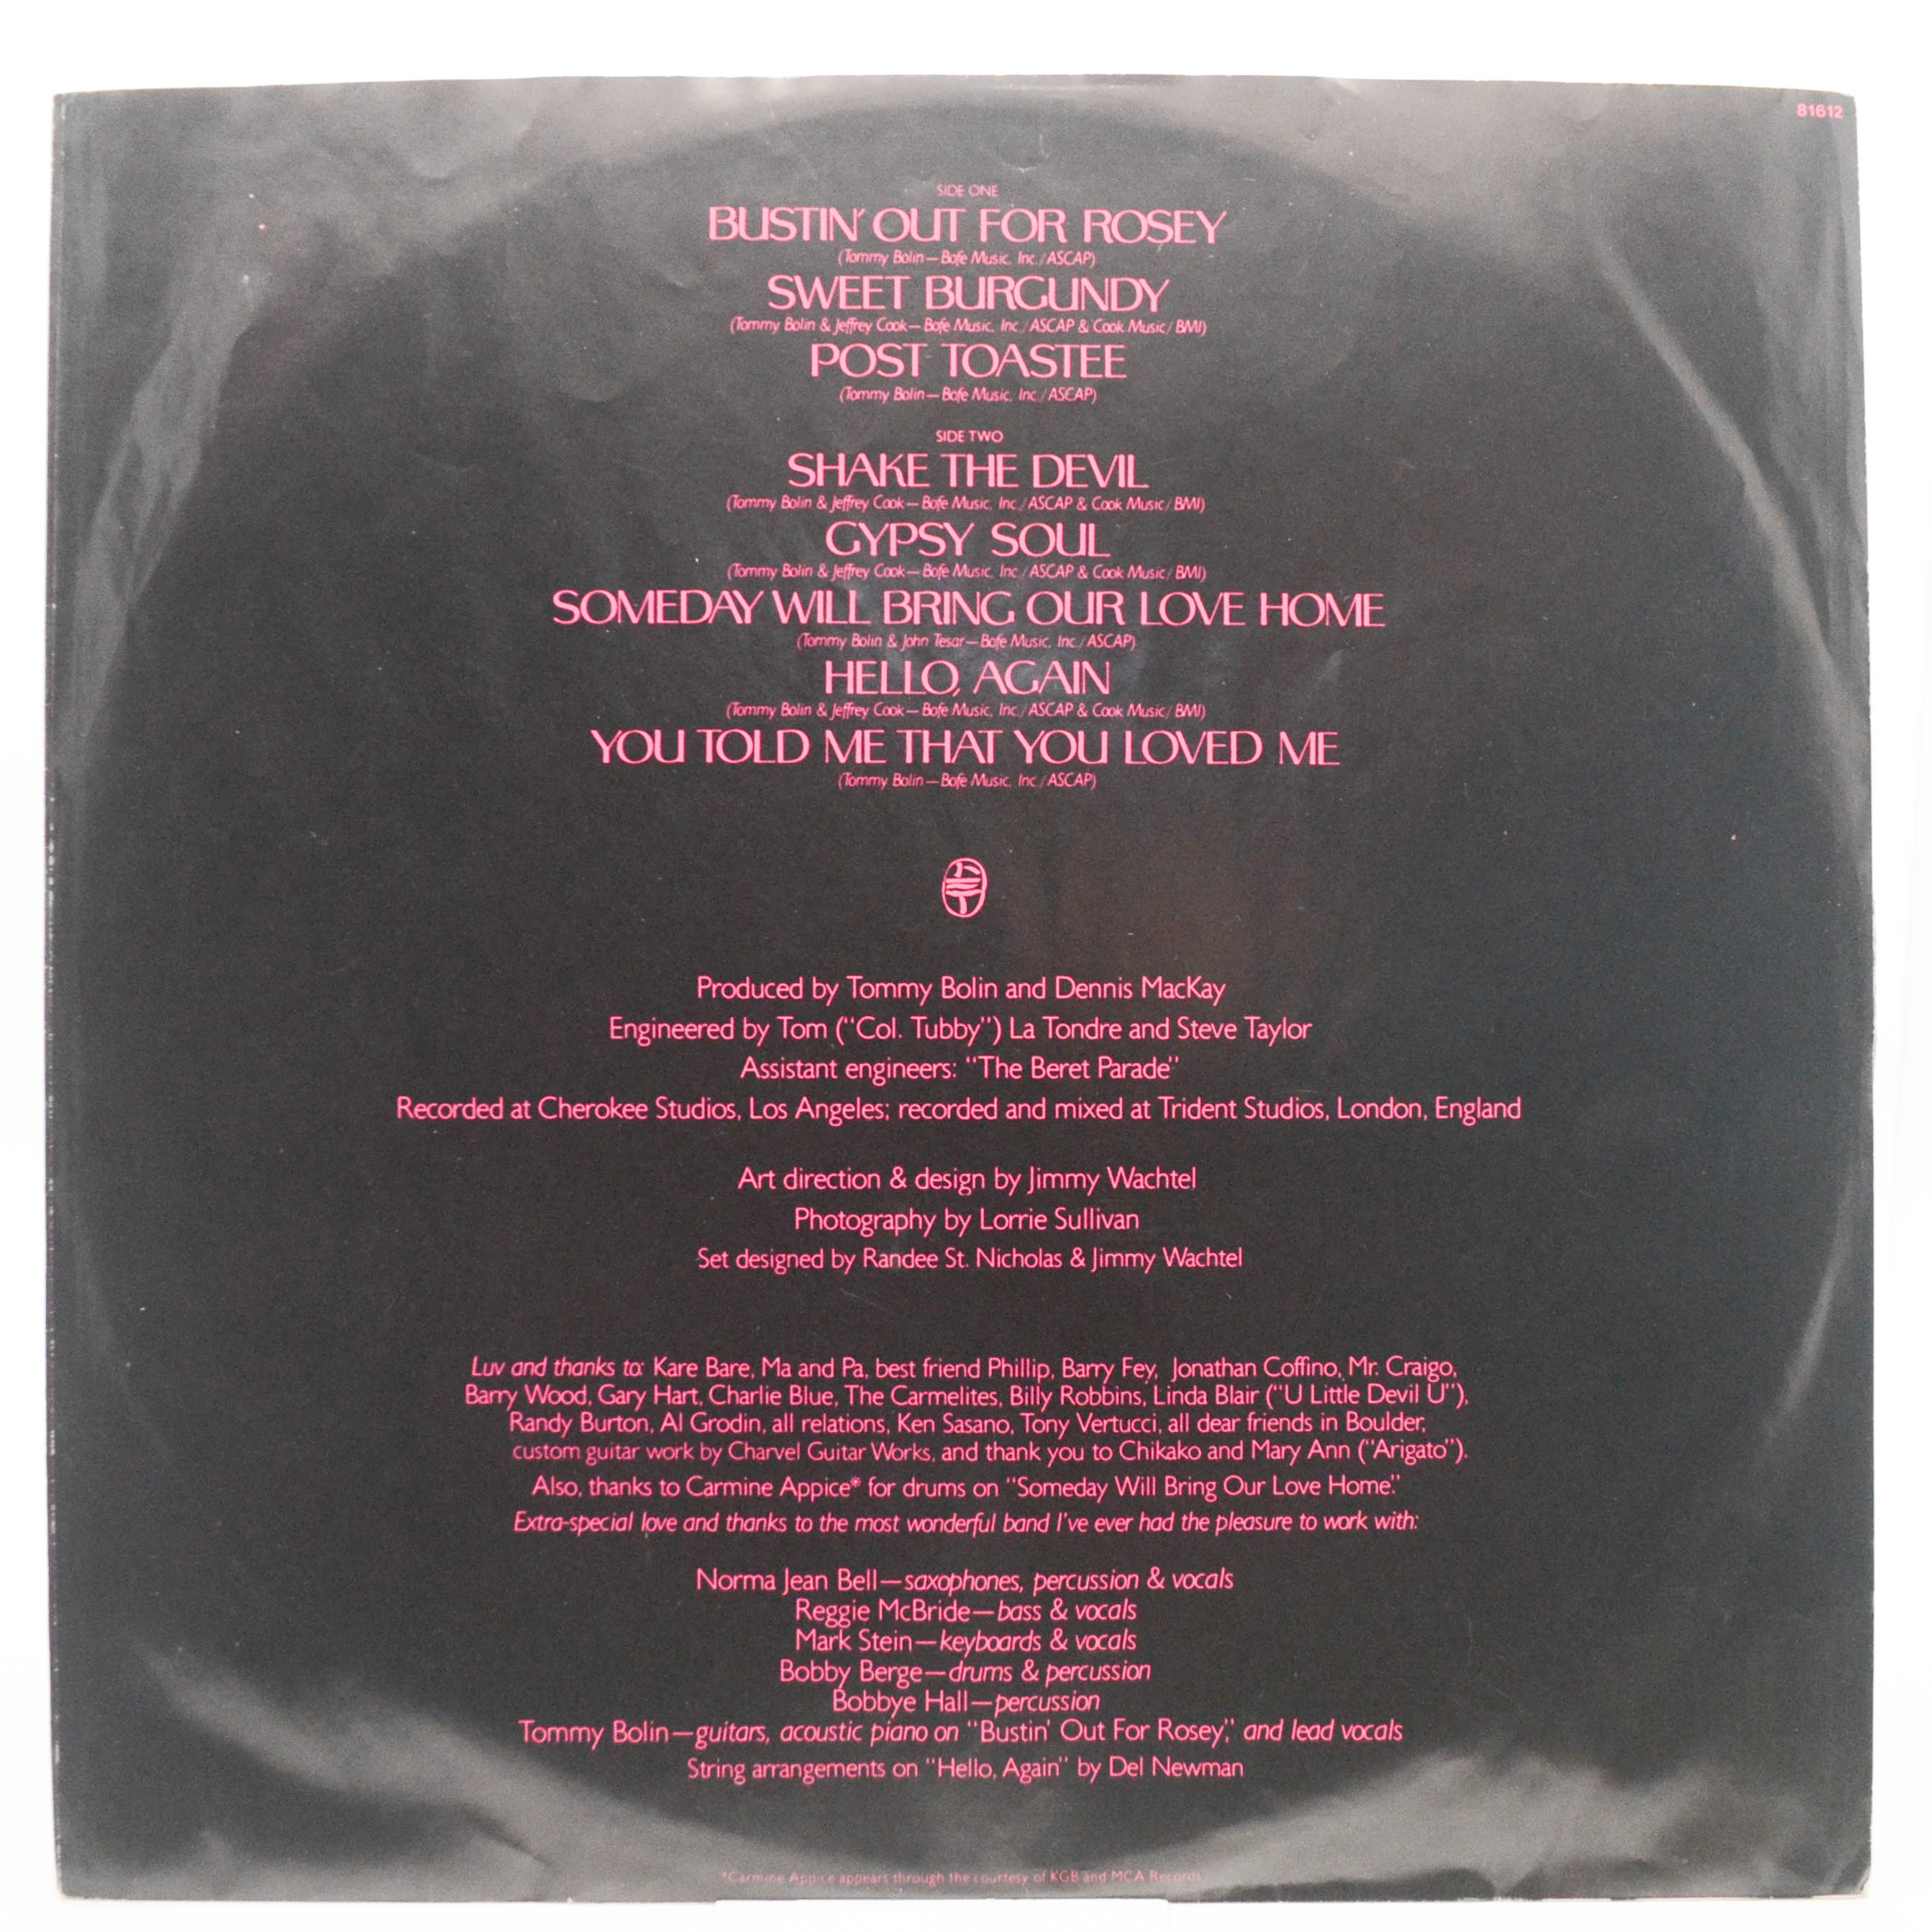 81612
SIDE ONE
BUSTIN' OUT FOR ROSEY
(Tommy Bolin—Bofe Music, Inc./ASCAP)
SWEET BURGUNDY
(Tommy Bolin & Jeffrey Cook—Bofe Music, Inc./ASCAP & Cook Music/BMI)
POST TOASTEE
(Tommy Bolin—Bofe Music, Inc./ASCAP)
SIDE TWO
SHAKE THE DEVIL
(Tommy Bolin & Jeffrey Cook—Bofe Music, Inc./ASCAP & Cook Music/BMI)
GYPSY SOUL
(Tommy Bolin & Jeffrey Cook—Bofe Music, Inc./ASCAP & Cook Music/BMI)
SOMEDAY WILL BRING OUR LOVE HOME
(Tommy Bolin & John Tesar—Bofe Music, Inc./ASCAP)
HELLO, AGAIN
(Tommy Bolin & Jeffrey Cook—Bofe Music, Inc./ASCAP & Cook Music/BMI)
YOU TOLD ME THAT YOU LOVED ME
(Tommy Bolin—Bofe Music, Inc./ASCAP)
Produced by Tommy Bolin and Dennis MacKay
Engineered by Tom ("Col. Tubby") La Tondre and Steve Taylor
Assistant engineers: "The Beret Parade"
Recorded at Cherokee Studios, Los Angeles; recorded and mixed at Trident Studios, London, England
Art direction & design by Jimmy Wachtel
Photography by Lorrie Sullivan
Set designed by Randee St. Nicholas & Jimmy Wachtel
Luv and thanks to: Kare Bare, Ma and Pa, best friend Phillip, Barry Fey, Jonathan Coffino, Mr. Craigo,
Barry Wood, Gary Hart, Charlie Blue, The Carmelites, Billy Robbins, Linda Blair ("U Little Devil U"),
Randy Burton, Al Grodin, all relations, Ken Sasano, Tony Vertucci, all dear friends in Boulder,
custom guitar work by Charvel Guitar Works, and thank you to Chikako and Mary Ann ("Arigato").
Also, thanks to Carmine Appice* for drums on "Someday Will Bring Our Love Home."
Extra-special love and thanks to the most wonderful band I've ever had the pleasure to work with:
Norma Jean Bell—saxophones, percussion & vocals
Reggie McBride—bass & vocals
Mark Stein—keyboards & vocals
Bobby Berge—drums & percussion
Bobbye Hall—percussion
Tommy Bolin—guitars, acoustic piano on "Bustin' Out For Rosey," and lead vocals
String arrangements on "Hello, Again" by Del Newman
*Carmine Appice appears through the courtesy of KGB and MCA Records